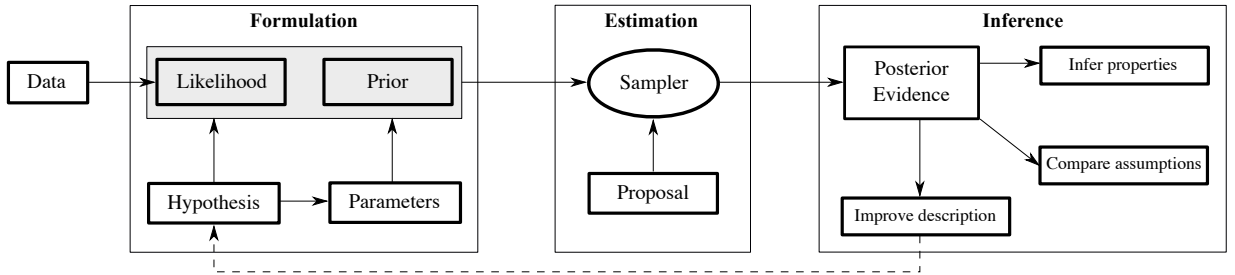 Formulation
Estimation
Inference
Data
Likelihood
Prior
Sampler
Posterior
Evidence
Infer properties
Compare assumptions
Hypothesis
Parameters
Proposal
Improve description